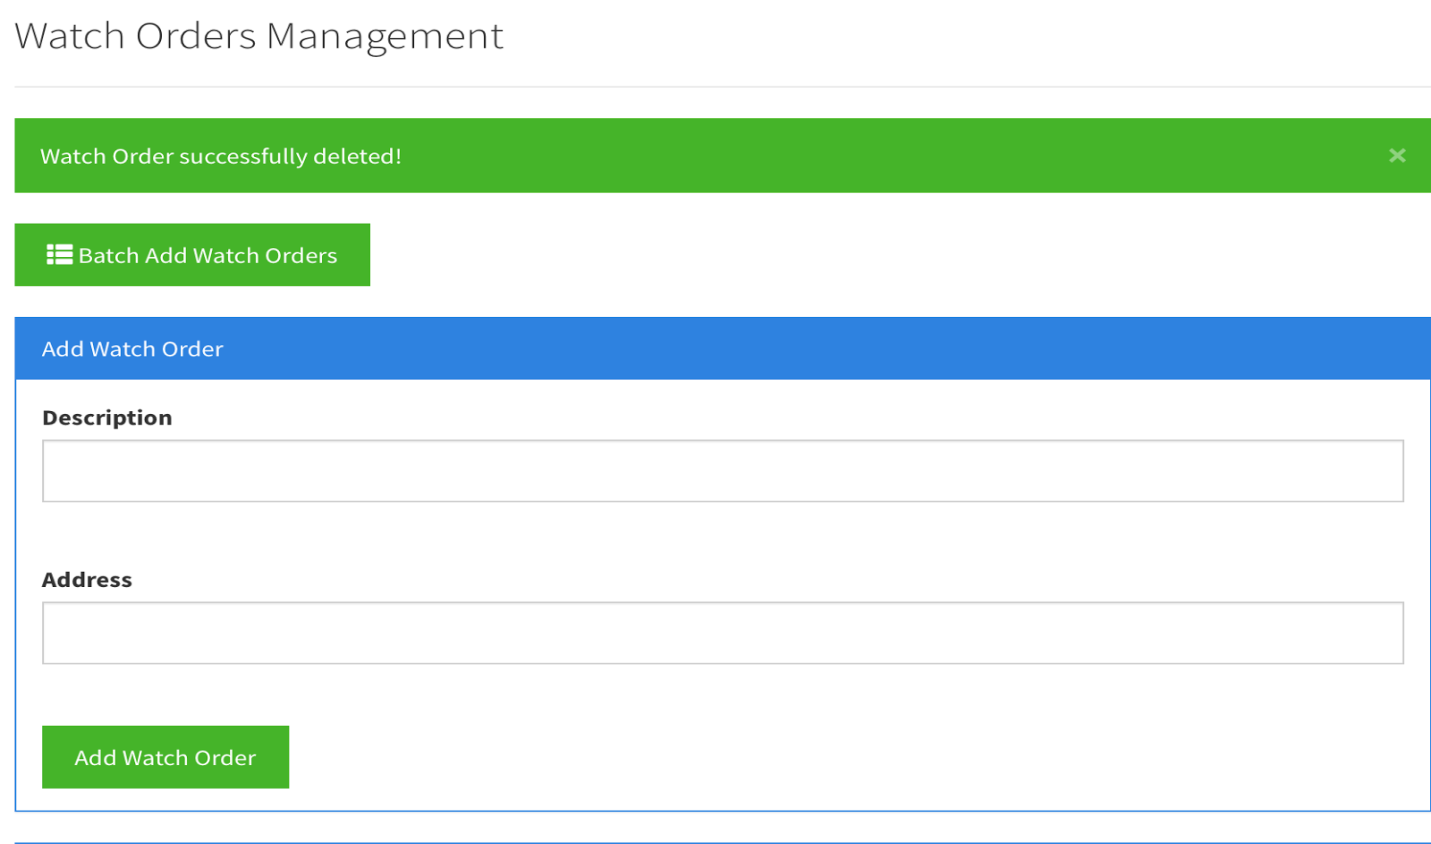 Watch Orders Management
Watch Order successfully deleted!
×
Batch Add Watch Orders
Add Watch Order
Description
Address
Add Watch Order